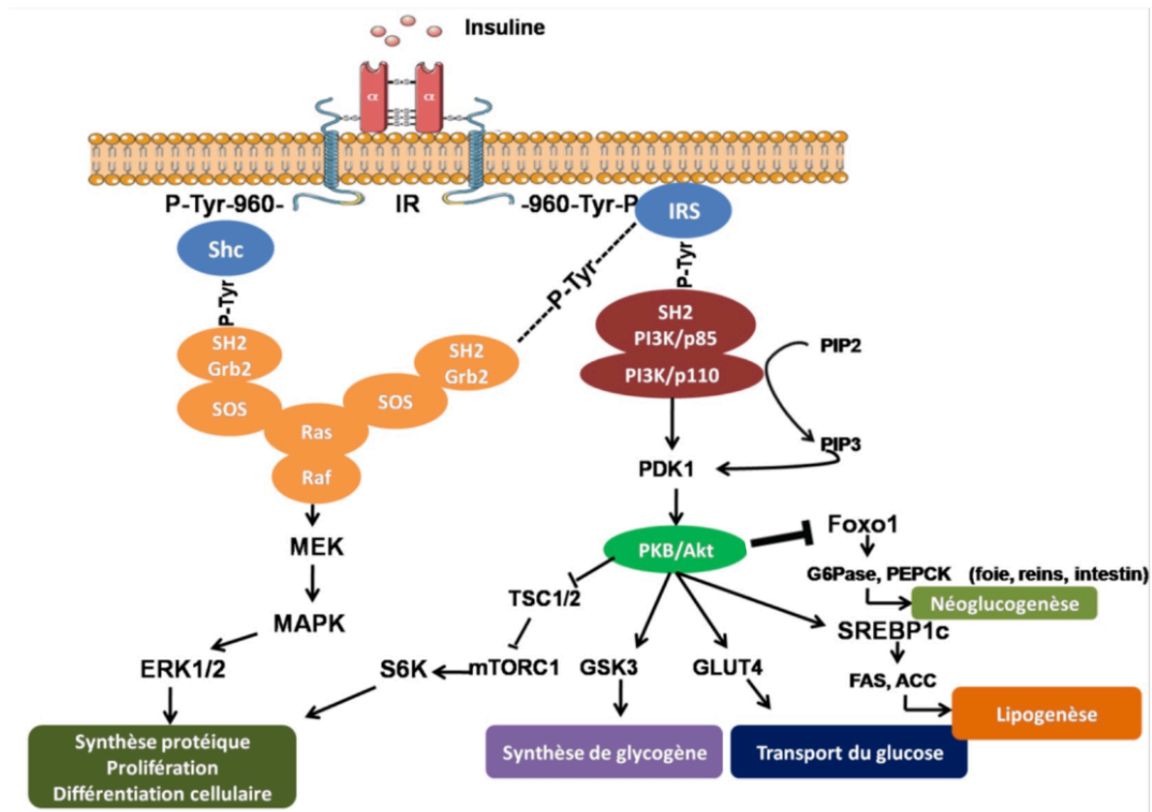 Insuline
cα
cα
P-Tyr-960-
IR
-960-Tyr-P
IRS
Shc
P-Tyr
P-Tyr
P-Tyr
SH2
Grb2
SOS
Ras
Raf
SOS
SH2
Grb2
SH2
PI3K/p85
PI3K/p110
PIP2
PIP3
PDK1
PKB/Akt
Foxo1
G6Pase, PEPCK (foie, reins, intestin)
Néoglucogenèse
SREBP1c
FAS, ACC
Lipogenèse
MEK
MAPK
ERK1/2
TSC1/2
mTORC1
S6K
GSK3
GLUT4
Synthèse protéique
Prolifération
Différentiation cellulaire
Synthèse de glycogène
Transport du glucose